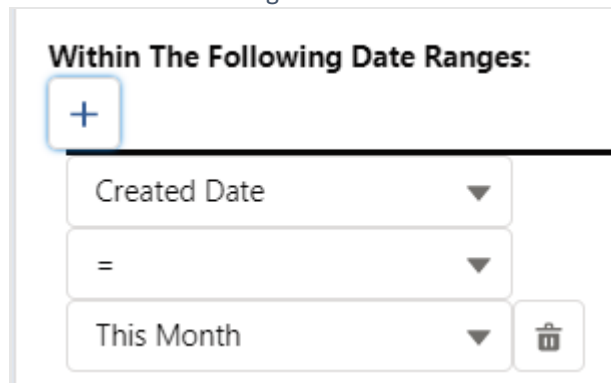 Within The Following Date Ranges:
+
Created Date
=
This Month